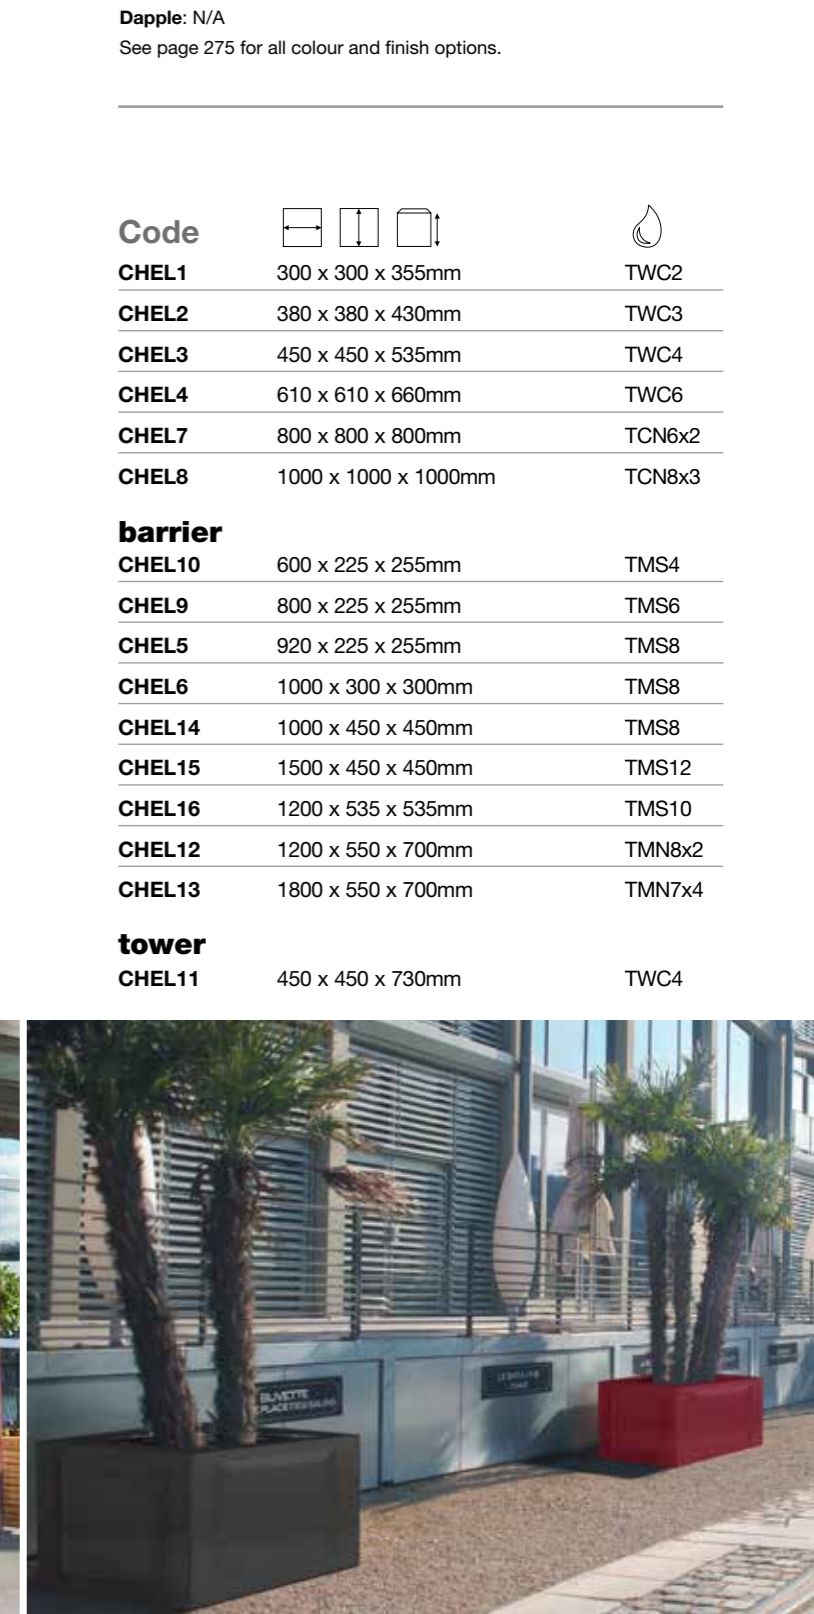 Dapple: N/A
See page 275 for all colour and finish options.
Code
CHEL1 300 x 300 x 355mm TWC2
CHEL2 380 x 380 x 430mm TWC3
CHEL3 450 x 450 x 535mm TWC4
CHEL4 610 x 610 x 660mm TWC6
CHEL7 800 x 800 x 800mm TCN6x2
CHEL8 1000 x 1000 x 1000mm TCN8x3
barrier
CHEL10 600 x 225 x 255mm TMS4
CHEL9 800 x 225 x 255mm TMS6
CHEL5 920 x 225 x 255mm TMS8
CHEL6 1000 x 300 x 300mm TMS8
CHEL14 1000 x 450 x 450mm TMS8
CHEL15 1500 x 450 x 450mm TMS12
CHEL16 1200 x 535 x 535mm TMS10
CHEL12 1200 x 550 x 700mm TMN8x2
CHEL13 1800 x 550 x 700mm TMN7x4
tower
CHEL11 450 x 450 x 730mm TWC4
BUVETTE